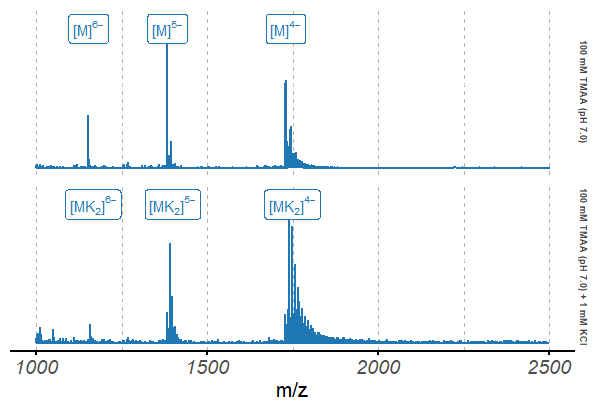 [M]⁶⁻ [M]⁵⁻ [M]⁴⁻
100 mM TMAA (pH 7.0)
[MK₂]⁶⁻ [MK₂]⁵⁻ [MK₂]⁴⁻
100 mM TMAA (pH 7.0) + 1 mM KCl
1000 1500 2000 2500
m/z